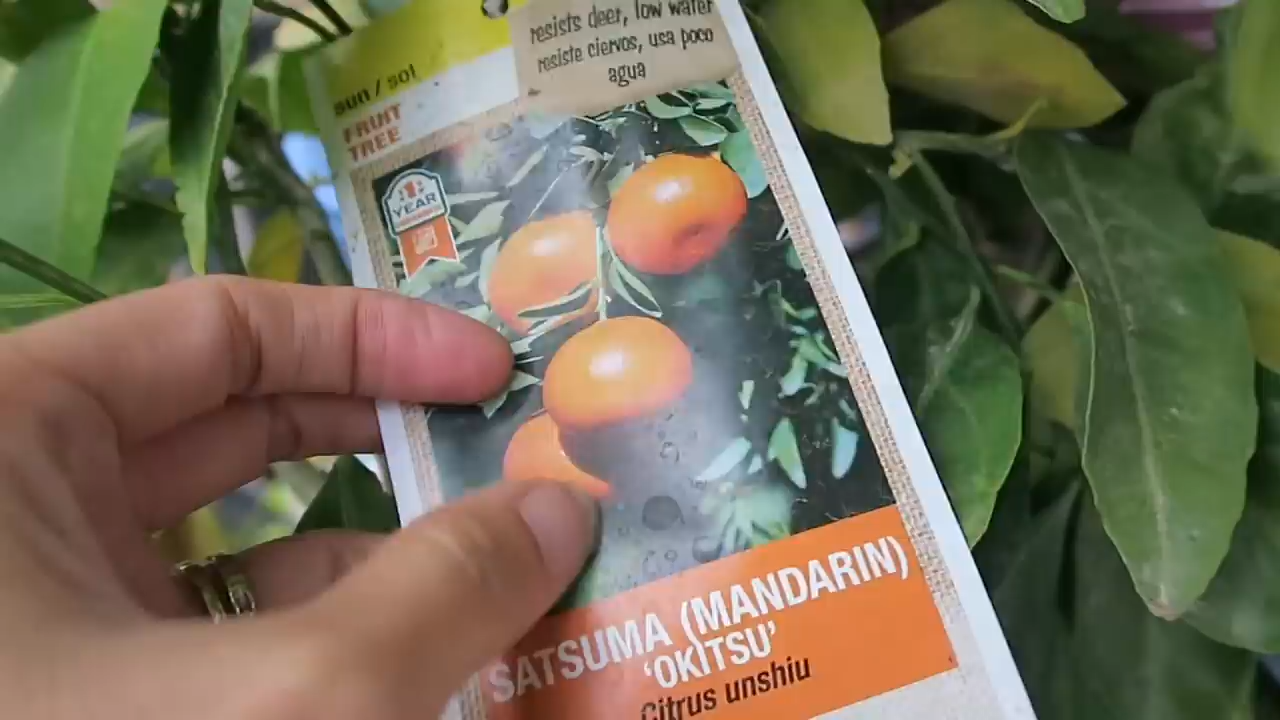 resists deer, low water
resiste ciervos, usa poco
agua
sun / sol
FRUIT
TREE
1
YEAR
SATSUMA (MANDARIN)
'OKITSU'
Citrus unshiu